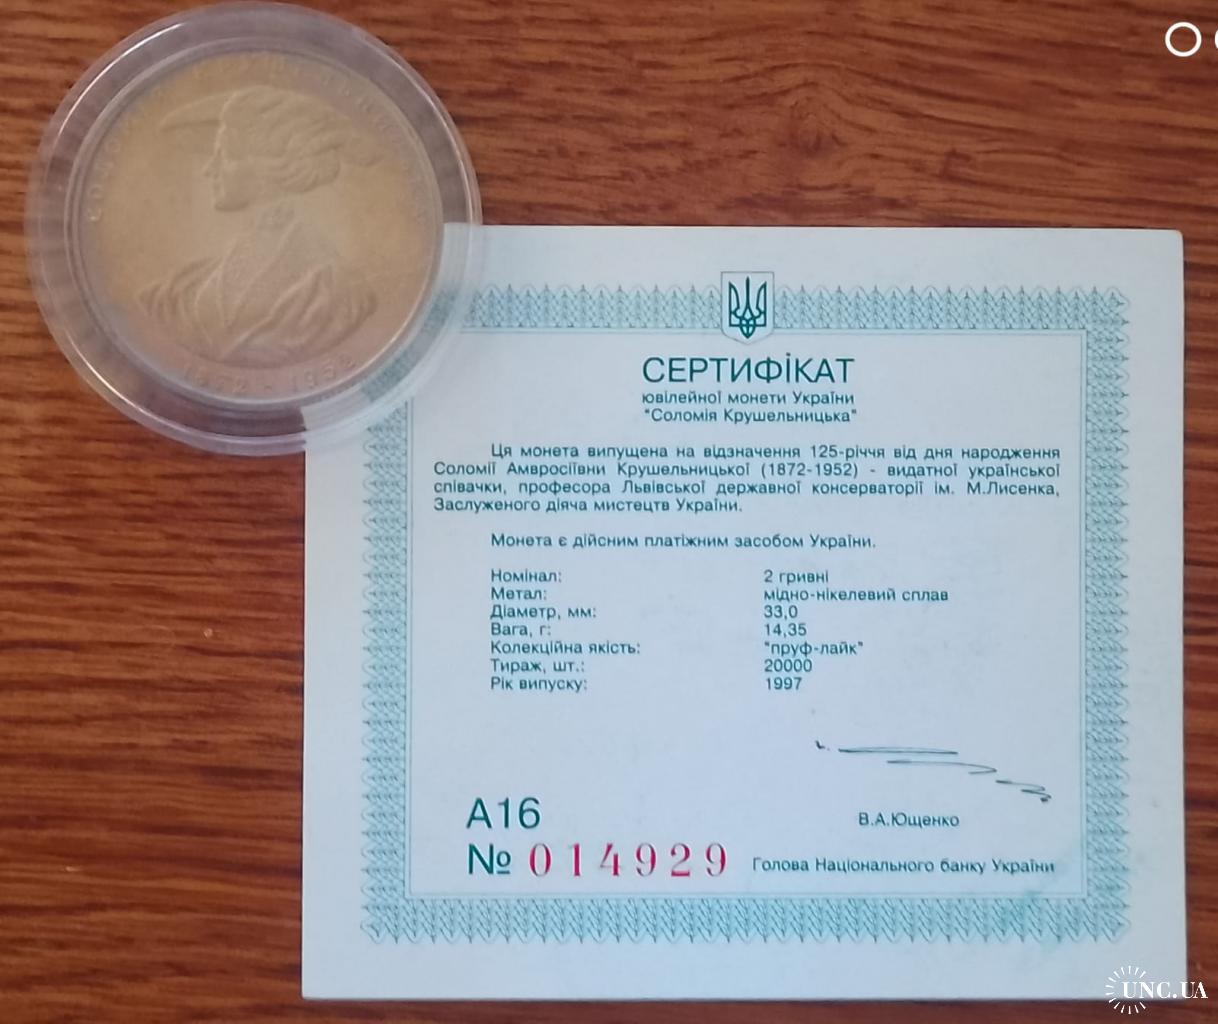 СОЛОМІЯ КРУШЕЛЬНИЦЬКА
1872 - 1952
СЕРТИФІКАТ
ювілейної монети України
"Соломія Крушельницька"
Ця монета випущена на відзначення 125-річчя від дня народження
Соломії Амвросіївни Крушельницької (1872-1952) - видатної української
співачки, професора Львівської державної консерваторії ім. М.Лисенка,
Заслуженого діяча мистецтв України.
Монета є дійсним платіжним засобом України.
Номінал: 2 гривні
Метал: мідно-нікелевий сплав
Діаметр, мм: 33,0
Вага, г: 14,35
Колекційна якість: "пруф-лайк"
Тираж, шт.: 20000
Рік випуску: 1997
А16
В.А.Ющенко
№ 014929 Голова Національного банку України
UNC.UA